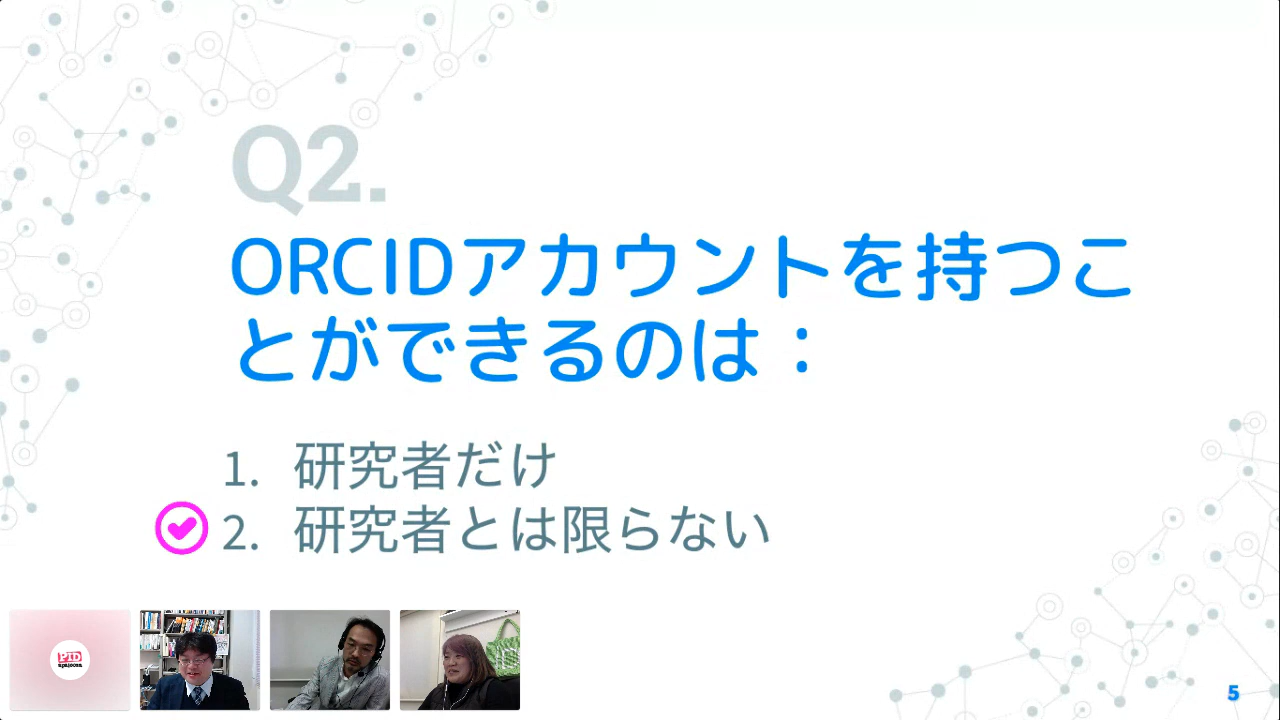 Q2.
ORCIDアカウントを持つこ
とができるのは：
1. 研究者だけ
2. 研究者とは限らない
PID
apalooza
5